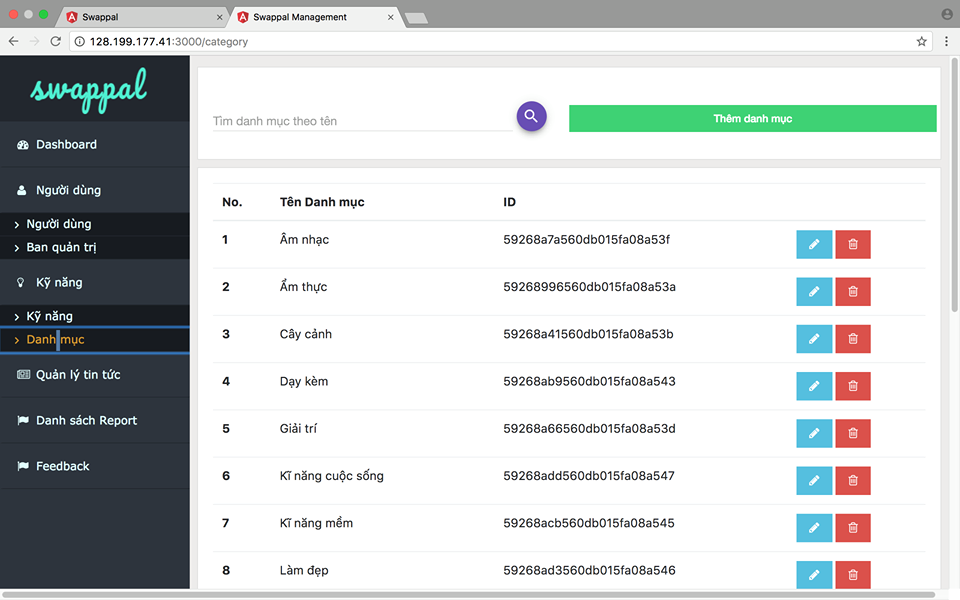 Swappal
Swappal Management
128.199.177.41:3000/category
swappal
Dashboard
Người dùng
Người dùng
Ban quản trị
Kỹ năng
Kỹ năng
Danh mục
Quản lý tin tức
Danh sách Report
Feedback
Tìm danh mục theo tên
Thêm danh mục
No. Tên Danh mục ID
1 Âm nhạc 59268a7a560db015fa08a53f
2 Ẩm thực 59268996560db015fa08a53a
3 Cây cảnh 59268a41560db015fa08a53b
4 Dạy kèm 59268ab9560db015fa08a543
5 Giải trí 59268a66560db015fa08a53d
6 Kĩ năng cuộc sống 59268add560db015fa08a547
7 Kĩ năng mềm 59268acb560db015fa08a545
8 Làm đẹp 59268ad3560db015fa08a546